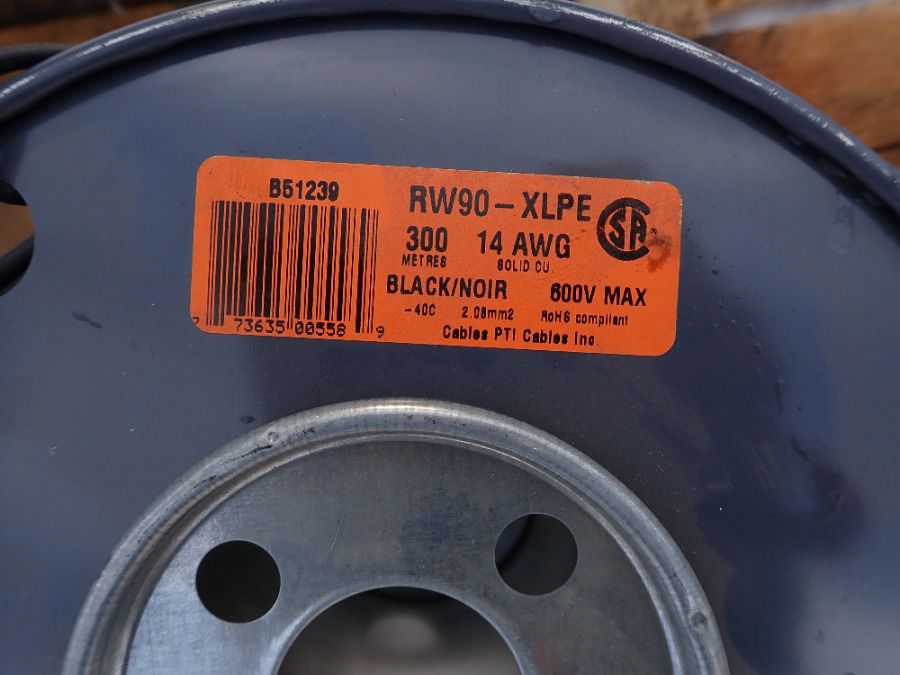 B51239
7 73635 00558 9
RW90-XLPE
300 14 AWG
METRES SOLID CU.
BLACK/NOIR 600V MAX
-40C 2.08mm2 RoHS compliant
Cables PTI Cables Inc.
CSA